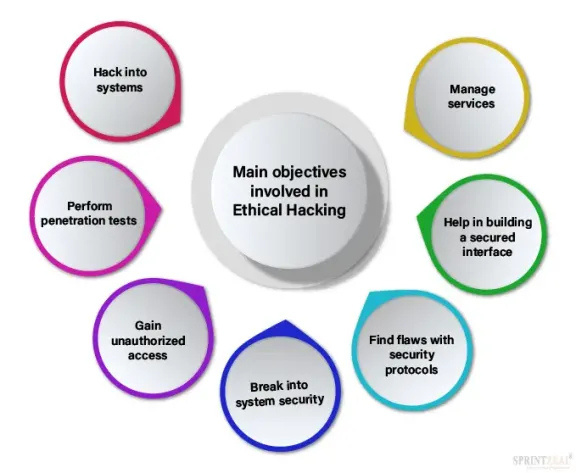 Main objectives
involved in
Ethical Hacking
Hack into
systems
Perform
penetration tests
Gain
unauthorized
access
Break into
system security
Find flaws with
security
protocols
Help in building
a secured
interface
Manage
services
SPRINTZEAL